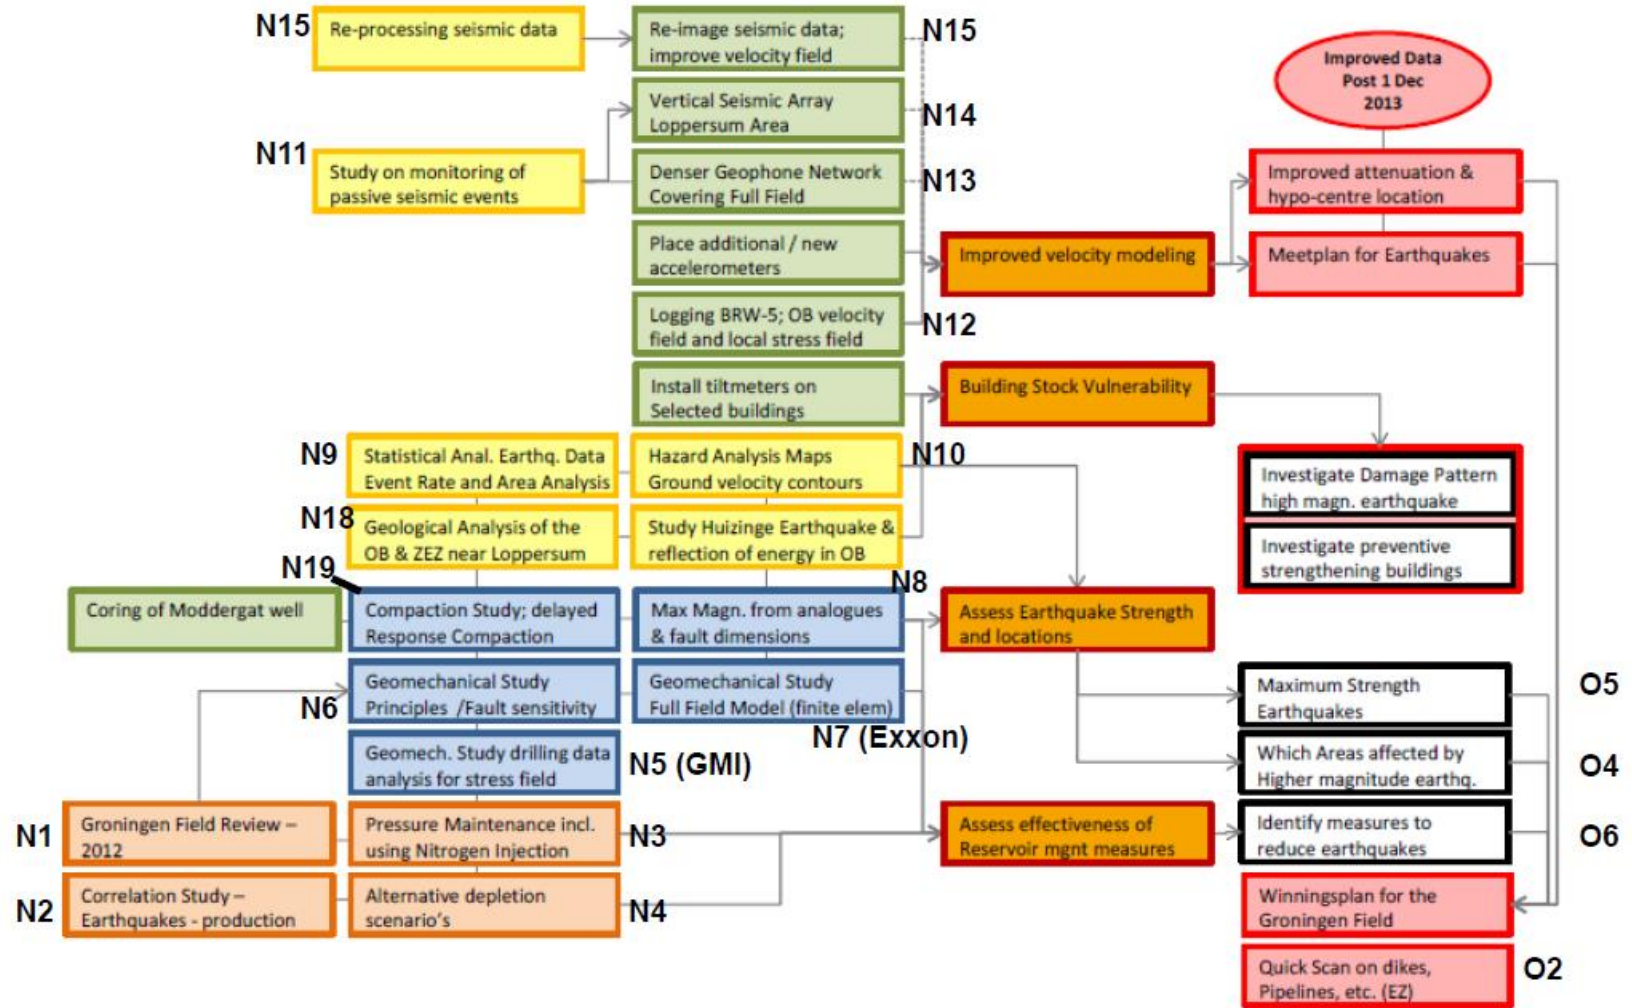 N15
Re-processing seismic data
Re-image seismic data;
improve velocity field
N15
Improved Data
Post 1 Dec
2013
Vertical Seismic Array
Loppersum Area
N14
N11
Study on monitoring of
passive seismic events
Denser Geophone Network
Covering Full Field
N13
Improved attenuation &
hypo-centre location
Place additional / new
accelerometers
Improved velocity modeling
Meetplan for Earthquakes
Logging BRW-5; OB velocity
field and local stress field
N12
Install tiltmeters on
Selected buildings
Building Stock Vulnerability
N9
Statistical Anal. Earthq. Data
Event Rate and Area Analysis
Hazard Analysis Maps
Ground velocity contours
N10
Investigate Damage Pattern
high magn. earthquake
N18
Geological Analysis of the
OB & ZEZ near Loppersum
Study Huizinge Earthquake &
reflection of energy in OB
Investigate preventive
strengthening buildings
N19
N8
Coring of Moddergat well
Compaction Study; delayed
Response Compaction
Max Magn. from analogues
& fault dimensions
Assess Earthquake Strength
and locations
N6
Geomechanical Study
Principles /Fault sensitivity
Geomechanical Study
Full Field Model (finite elem)
N7 (Exxon)
Maximum Strength
Earthquakes
O5
Geomech. Study drilling data
analysis for stress field
N5 (GMI)
Which Areas affected by
Higher magnitude earthq.
O4
N1
Groningen Field Review –
2012
Pressure Maintenance incl.
using Nitrogen Injection
N3
Assess effectiveness of
Reservoir mgnt measures
Identify measures to
reduce earthquakes
O6
N2
Correlation Study –
Earthquakes - production
Alternative depletion
scenario's
N4
Winningsplan for the
Groningen Field
Quick Scan on dikes,
Pipelines, etc. (EZ)
O2